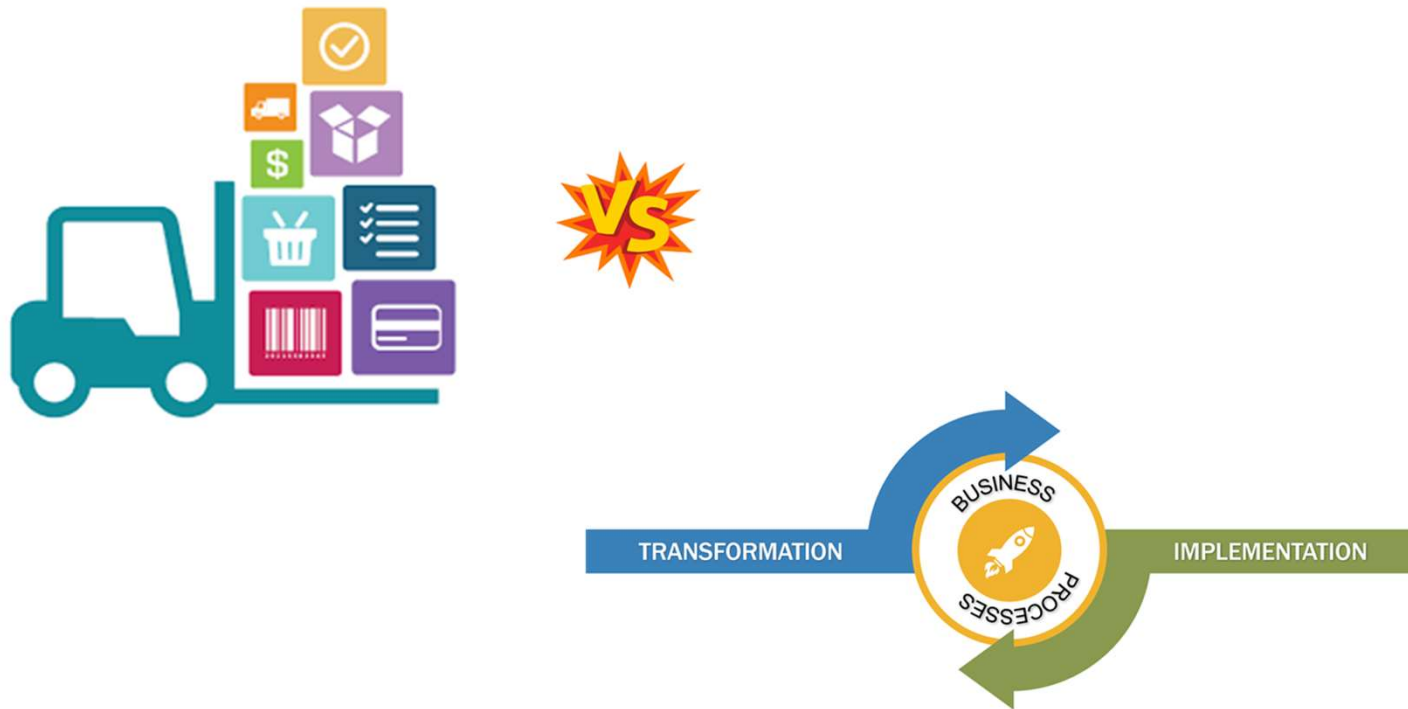 $
VS
TRANSFORMATION
BUSINESS
PROCESSES
IMPLEMENTATION